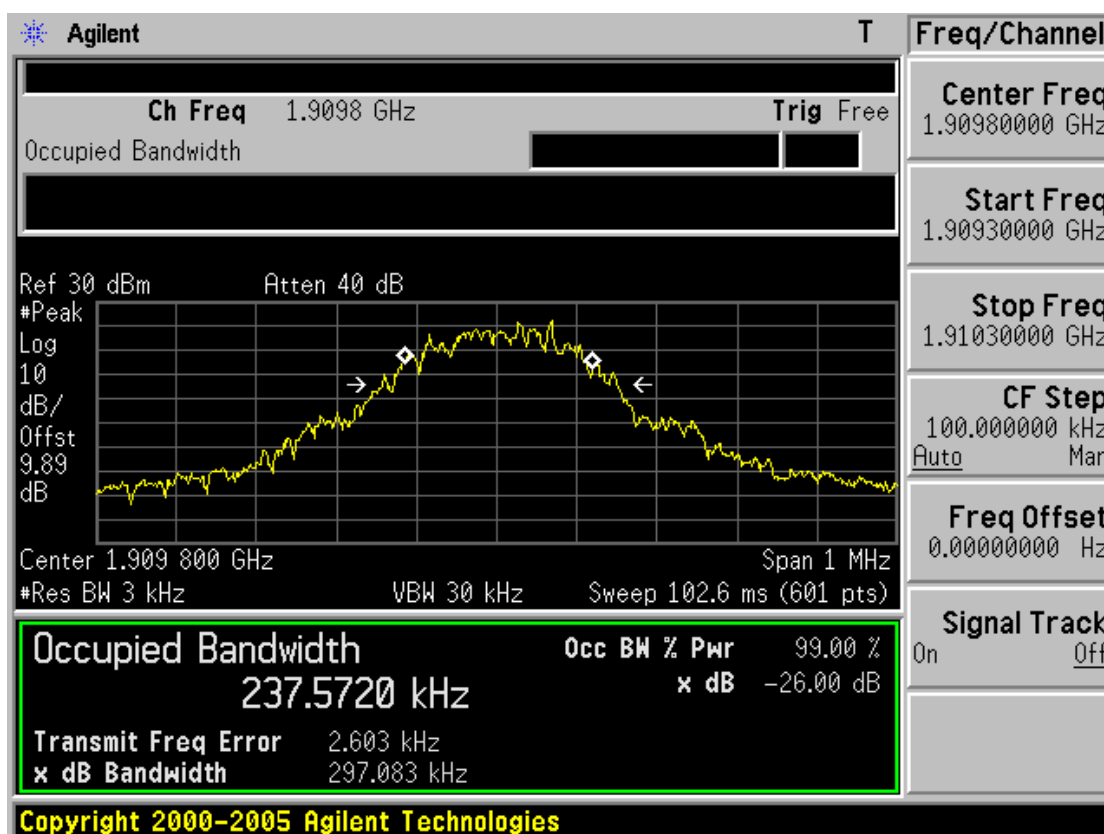 Agilent T Freq/Channel
Ch Freq 1.9098 GHz Trig Free
Occupied Bandwidth
Ref 30 dBm Atten 40 dB
#Peak
Log
10
dB/
Offst
9.89
dB
Center 1.909 800 GHz Span 1 MHz
#Res BW 3 kHz VBW 30 kHz Sweep 102.6 ms (601 pts)
Occupied Bandwidth
237.5720 kHz
Occ BW % Pwr 99.00 %
x dB -26.00 dB
Transmit Freq Error 2.603 kHz
x dB Bandwidth 297.083 kHz
Center Freq
1.90980000 GHz
Start Freq
1.90930000 GHz
Stop Freq
1.91030000 GHz
CF Step
100.000000 kHz
Auto Man
Freq Offset
0.00000000 Hz
Signal Track
On Off
Copyright 2000-2005 Agilent Technologies